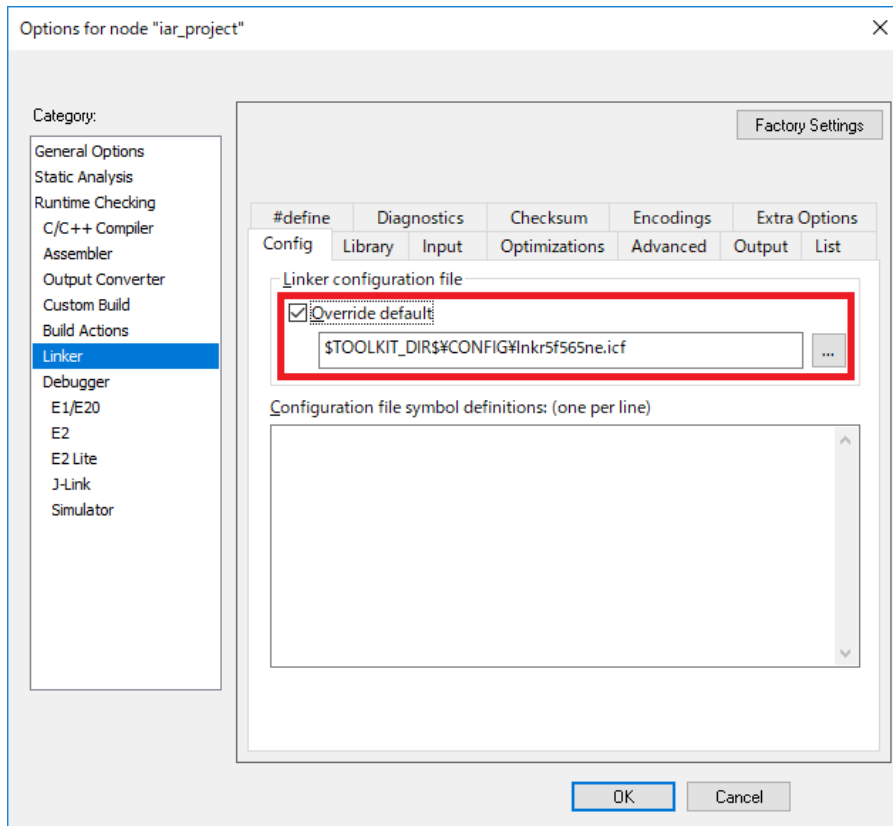 Options for node "iar_project"
Category:
General Options
Static Analysis
Runtime Checking
C/C++ Compiler
Assembler
Output Converter
Custom Build
Build Actions
Linker
Debugger
E1/E20
E2
E2 Lite
J-Link
Simulator
Factory Settings
#define Diagnostics Checksum Encodings Extra Options
Config Library Input Optimizations Advanced Output List
Linker configuration file
Override default
$TOOLKIT_DIR$¥CONFIG¥lnkr5f565ne.icf
...
Configuration file symbol definitions: (one per line)
OK Cancel